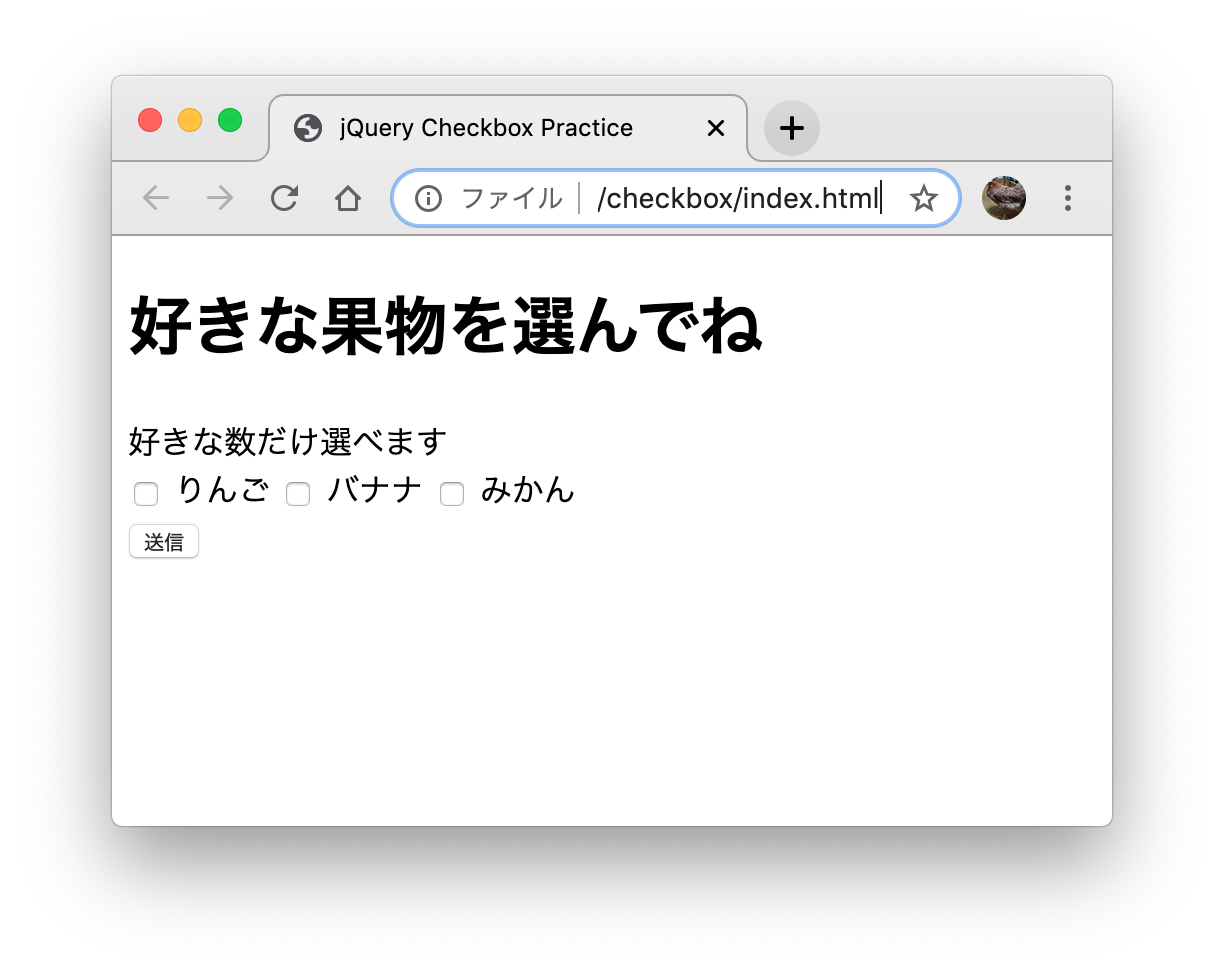 jQuery Checkbox Practice
ファイル /checkbox/index.html
好きな果物を選んでね
好きな数だけ選べます
りんご バナナ みかん
送信